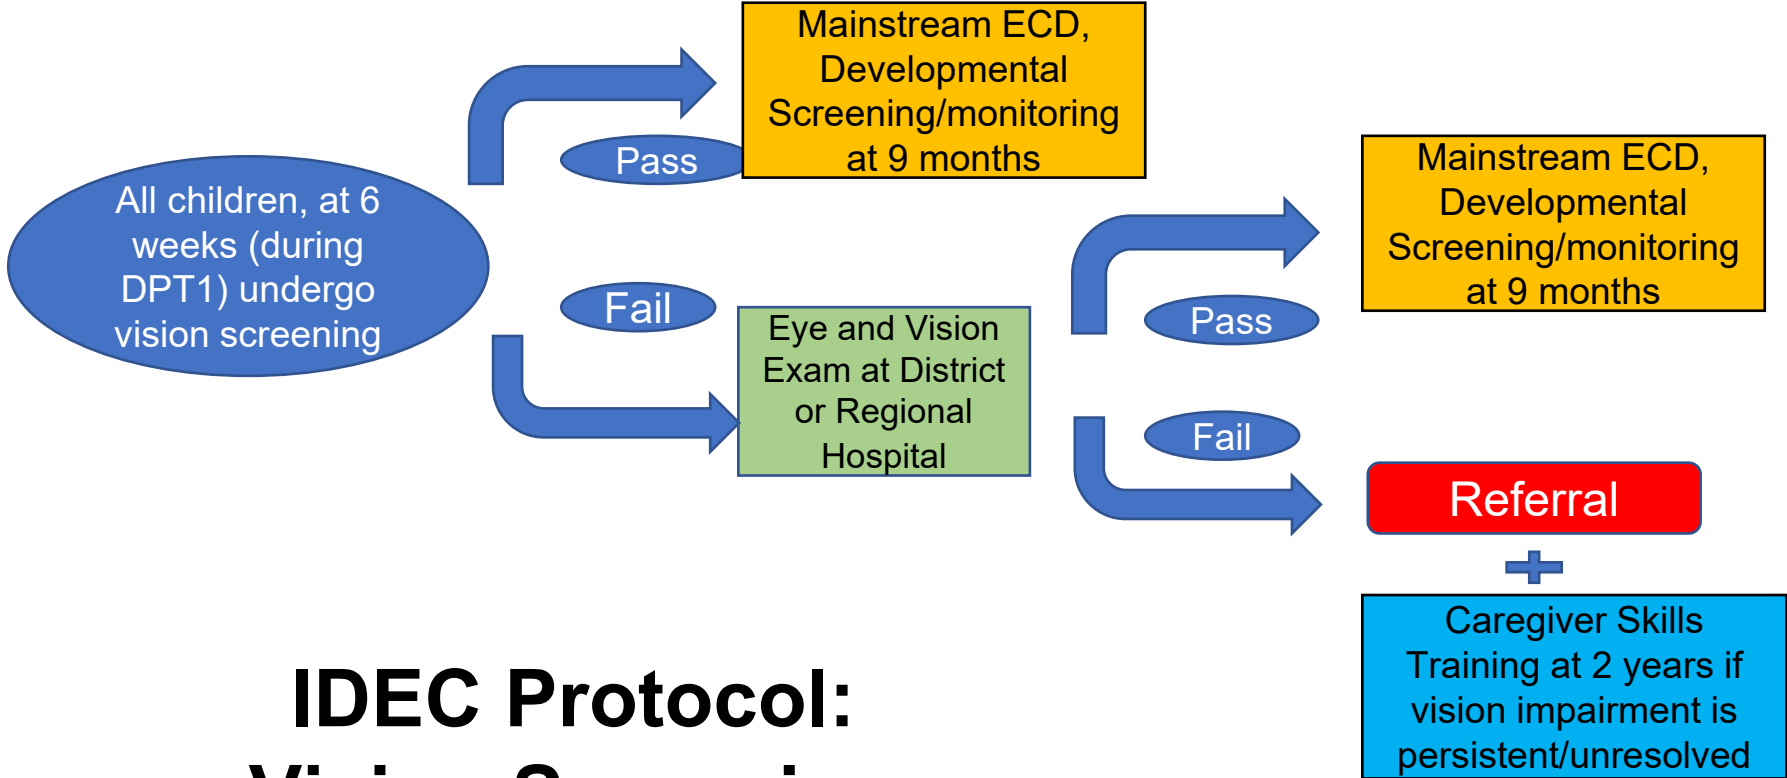 All children, at 6
weeks (during
DPT1) undergo
vision screening
Pass
Mainstream ECD,
Developmental
Screening/monitoring
at 9 months
Fail
Eye and Vision
Exam at District
or Regional
Hospital
Pass
Mainstream ECD,
Developmental
Screening/monitoring
at 9 months
Fail
Referral
Caregiver Skills
Training at 2 years if
vision impairment is
persistent/unresolved
IDEC Protocol:
Vision Screening